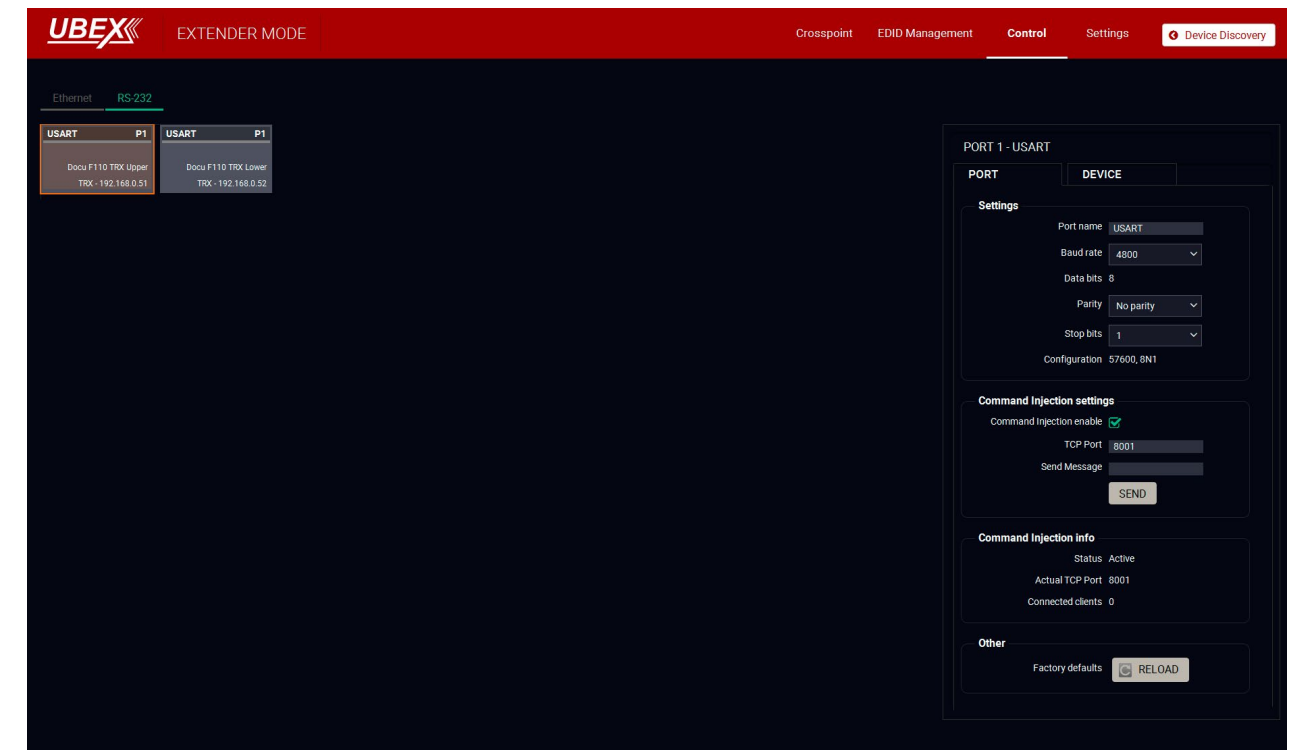 UBEX EXTENDER MODE Crosspoint EDID Management Control Settings Device Discovery
Ethernet RS-232
USART P1
Docu F110 TRX Upper
TRX - 192.168.0.51
USART P1
Docu F110 TRX Lower
TRX - 192.168.0.52
PORT 1 - USART
PORT DEVICE
Settings
Port name USART
Baud rate 4800
Data bits 8
Parity No parity
Stop bits 1
Configuration 57600, 8N1
Command Injection settings
Command Injection enable
TCP Port 8001
Send Message
SEND
Command Injection info
Status Active
Actual TCP Port 8001
Connected clients 0
Other
Factory defaults RELOAD